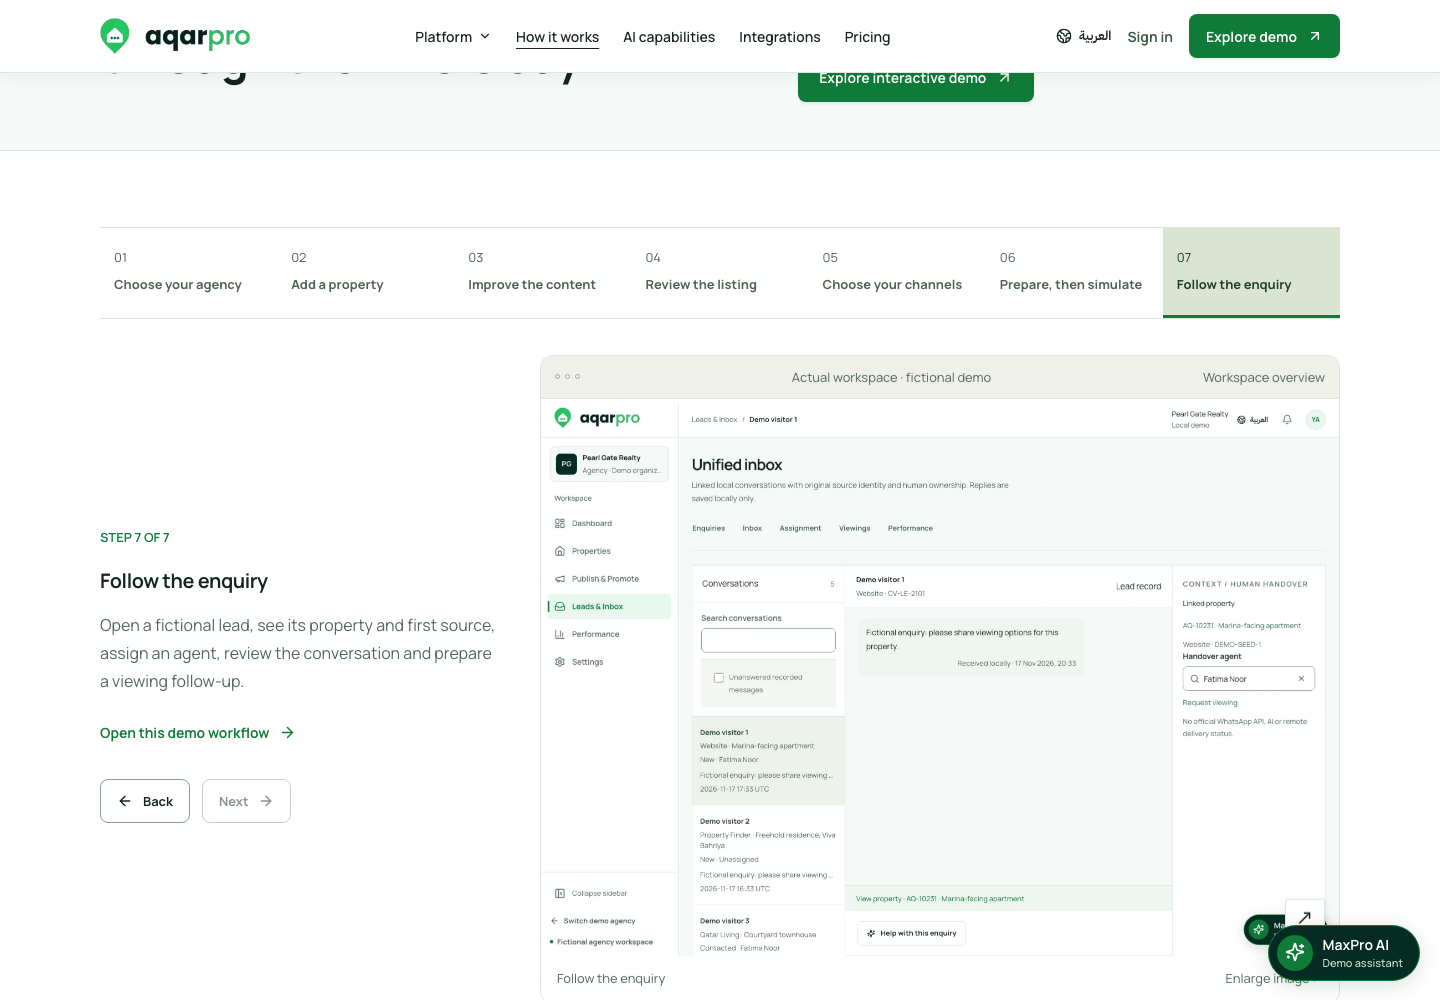 aqarpro
Platform
How it works
AI capabilities
Integrations
Pricing
العربية
Sign in
Explore demo
Explore interactive demo
01
Choose your agency
02
Add a property
03
Improve the content
04
Review the listing
05
Choose your channels
06
Prepare, then simulate
07
Follow the enquiry
STEP 7 OF 7
Follow the enquiry
Open a fictional lead, see its property and first source,
assign an agent, review the conversation and prepare
a viewing follow-up.
Open this demo workflow
Back
Next
Actual workspace · fictional demo
Workspace overview
aqarpro
Leads & Inbox / Demo visitor 1
Pearl Gate Realty
Local demo
العربية
YA
PG
Pearl Gate Realty
Agency · Demo organiz...
Workspace
Dashboard
Properties
Publish & Promote
Leads & Inbox
Performance
Settings
Collapse sidebar
Switch demo agency
Fictional agency workspace
Unified inbox
Linked local conversations with original source identity and human ownership. Replies are
saved locally only.
Enquiries
Inbox
Assignment
Viewings
Performance
Conversations
5
Search conversations
Unanswered recorded
messages
Demo visitor 1
Website · Marina-facing apartment
New · Fatima Noor
Fictional enquiry: please share viewing ...
2026-11-17 17:33 UTC
Demo visitor 2
Property Finder · Freehold residence, Viva
Bahriya
New · Unassigned
Fictional enquiry: please share viewing ...
2026-11-17 16:33 UTC
Demo visitor 3
Qatar Living · Courtyard townhouse
Contacted · Fatima Noor
Demo visitor 1
Website · CV-LE-2101
Lead record
Fictional enquiry: please share viewing options for this
property.
Received locally · 17 Nov 2026, 20:33
View property · AQ-10231 · Marina-facing apartment
Help with this enquiry
CONTEXT / HUMAN HANDOVER
Linked property
AQ-10231 · Marina-facing apartment
Website · DEMO-SEED-1
Handover agent
Fatima Noor
Request viewing
No official WhatsApp API, AI or remote
delivery status.
Follow the enquiry
Enlarge image
MaxPro AI
Demo assistant